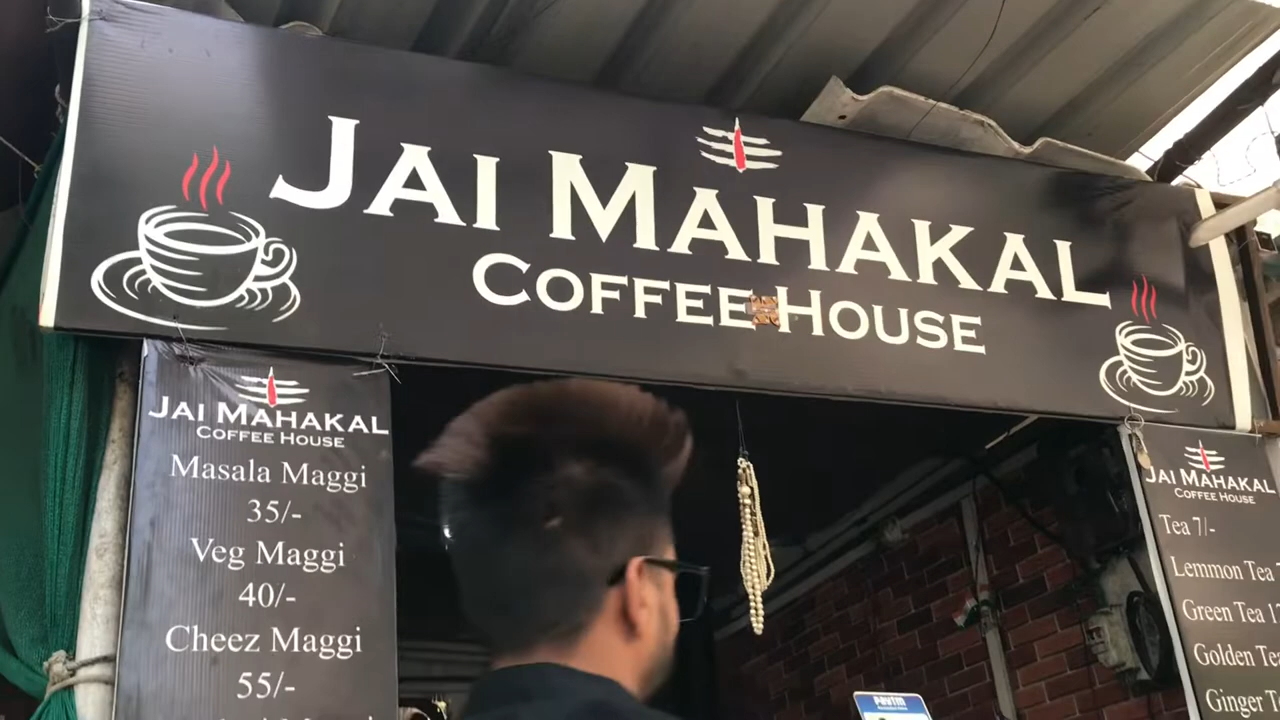 JAI MAHAKAL
COFFEE HOUSE
JAI MAHAKAL
COFFEE HOUSE
Masala Maggi
35/-
Veg Maggi
40/-
Cheez Maggi
55/-
JAI MAHAKAL
COFFEE HOUSE
Tea 7/-
Lemmon Tea
Green Tea
Golden Tea
Ginger
Paytm